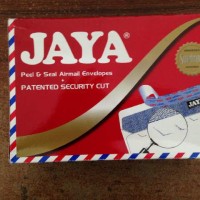 JAYA®
Peel & Seal Airmail Envelopes
PATENTED SECURITY CUT
JAYA